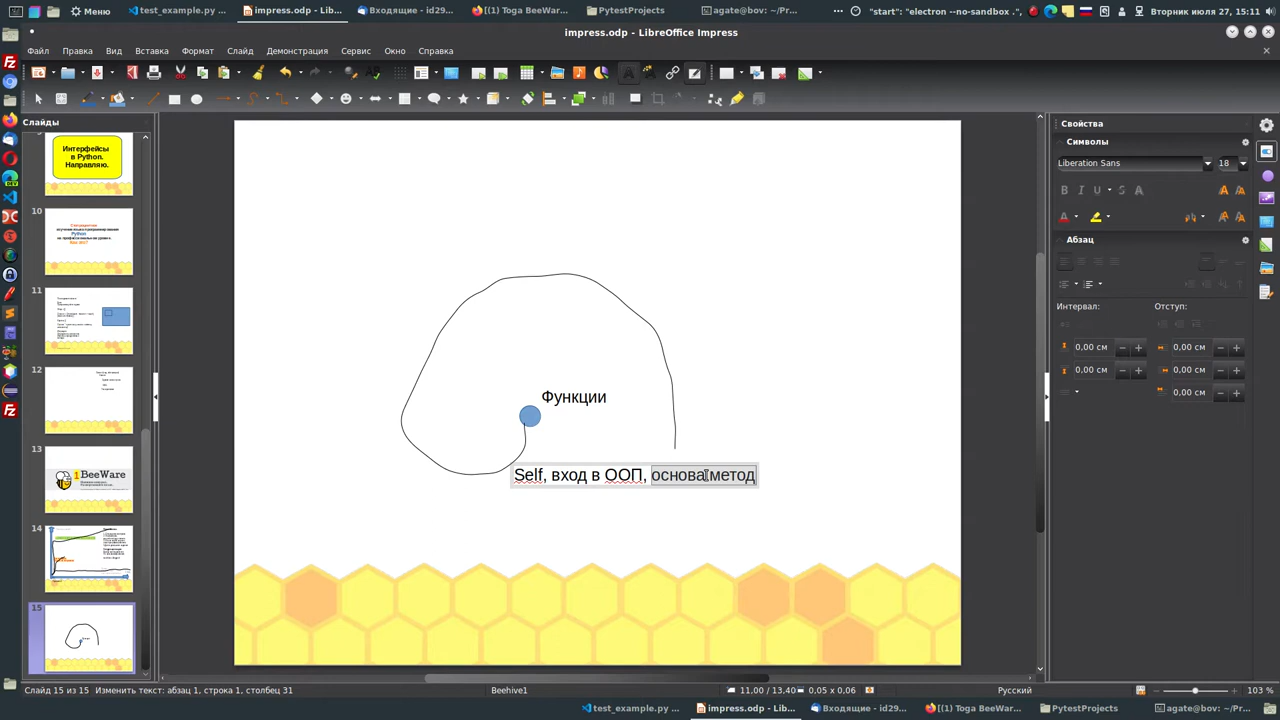 Меню
test_example.py ...
impress.odp - Lib...
Входящие - id29...
[(1) Toga BeeWar...
PytestProjects
agate@bov: ~/Pr...
"start": "electron --no-sandbox .",
Вторник июля 27, 15:11
impress.odp - LibreOffice Impress
Файл Правка Вид Вставка Формат Слайд Демонстрация Сервис Окно Справка
Слайды
Интерфейсы
в Python.
Направляю.
10
Python
11
12
13
1 BeeWare
14
15
Функции
Self, вход в ООП, основа метод
Свойства
Символы
Liberation Sans
18
Абзац
Интервал: Отступ:
0,00 см 0,00 см
0,00 см 0,00 см
0,00 см
Слайд 15 из 15
Изменить текст: абзац 1, строка 1, столбец 31
Beehive1
11,00 / 13,40
0,05 x 0,06
Русский
103 %
test_example.py ...
impress.odp - Lib...
Входящие - id29...
[(1) Toga BeeWar...
PytestProjects
agate@bov: ~/Pr...